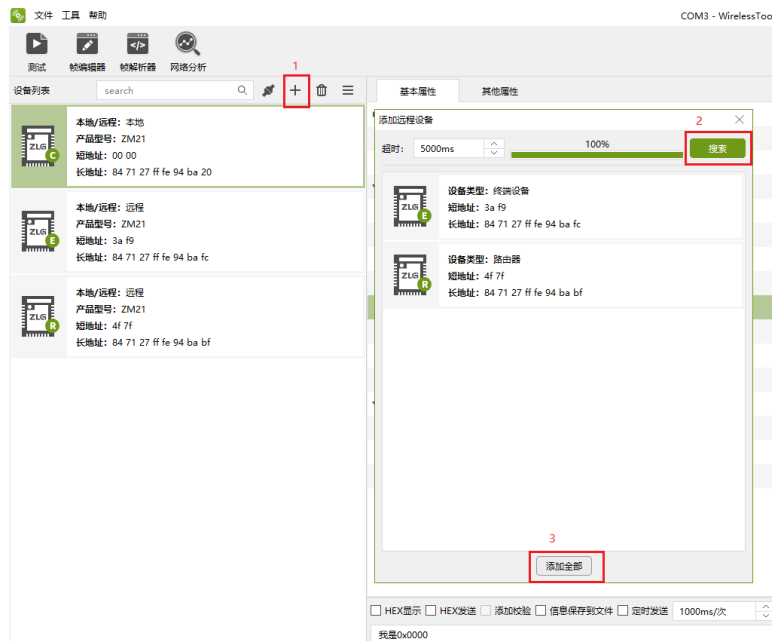 文件 工具 帮助
COM3 - WirelessToo
测试 帧编辑器 帧解析器 网络分析
1
设备列表 search
本地/远程：本地
产品型号：ZM21
短地址：00 00
长地址：84 71 27 ff fe 94 ba 20
ZLG C
本地/远程：远程
产品型号：ZM21
短地址：3a f9
长地址：84 71 27 ff fe 94 ba fc
ZLG E
本地/远程：远程
产品型号：ZM21
短地址：4f 7f
长地址：84 71 27 ff fe 94 ba bf
ZLG R
基本属性 其他属性
添加远程设备
2
超时： 5000ms 100% 搜索
设备类型：终端设备
短地址：3a f9
长地址：84 71 27 ff fe 94 ba fc
ZLG E
设备类型：路由器
短地址：4f 7f
长地址：84 71 27 ff fe 94 ba bf
ZLG R
3
添加全部
HEX显示 HEX发送 添加校验 信息保存到文件 定时发送 1000ms/次
我是0x0000